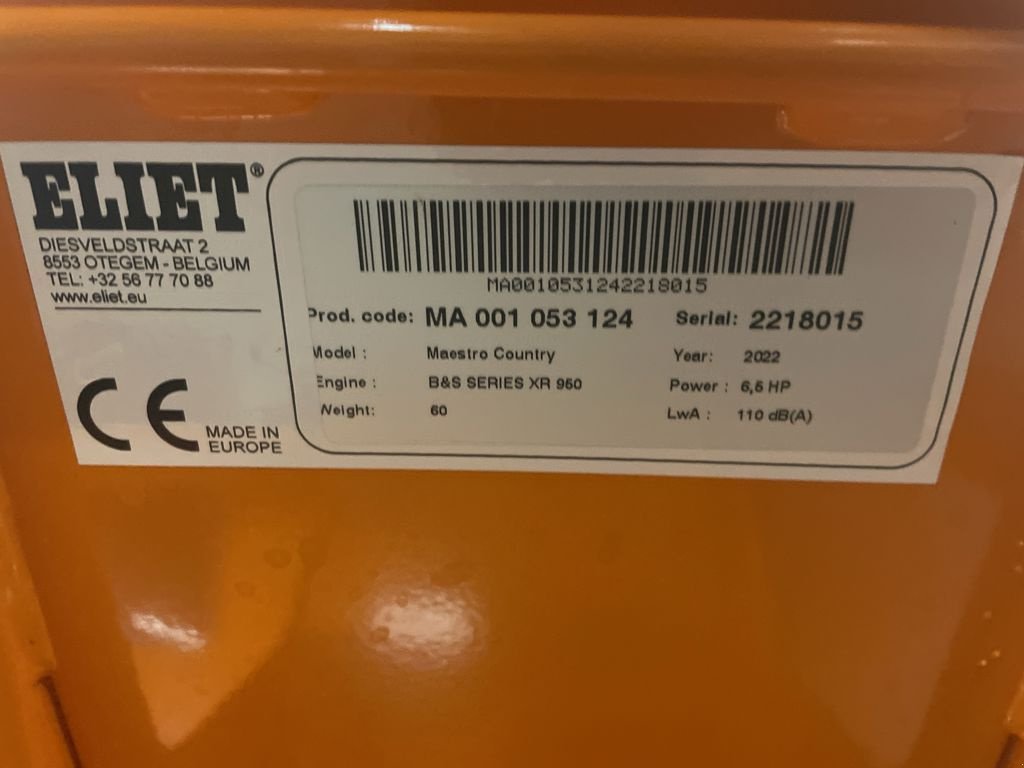 ELIET®
DIESVELDSTRAAT 2
8553 OTEGEM - BELGIUM
TEL: +32 56 77 70 88
www.eliet.eu
CE MADE IN
EUROPE
MA0010531242218015
Prod. code: MA 001 053 124 Serial: 2218015
Model : Maestro Country Year: 2022
Engine : B&S SERIES XR 950 Power : 6,5 HP
Weight: 60 LwA : 110 dB(A)